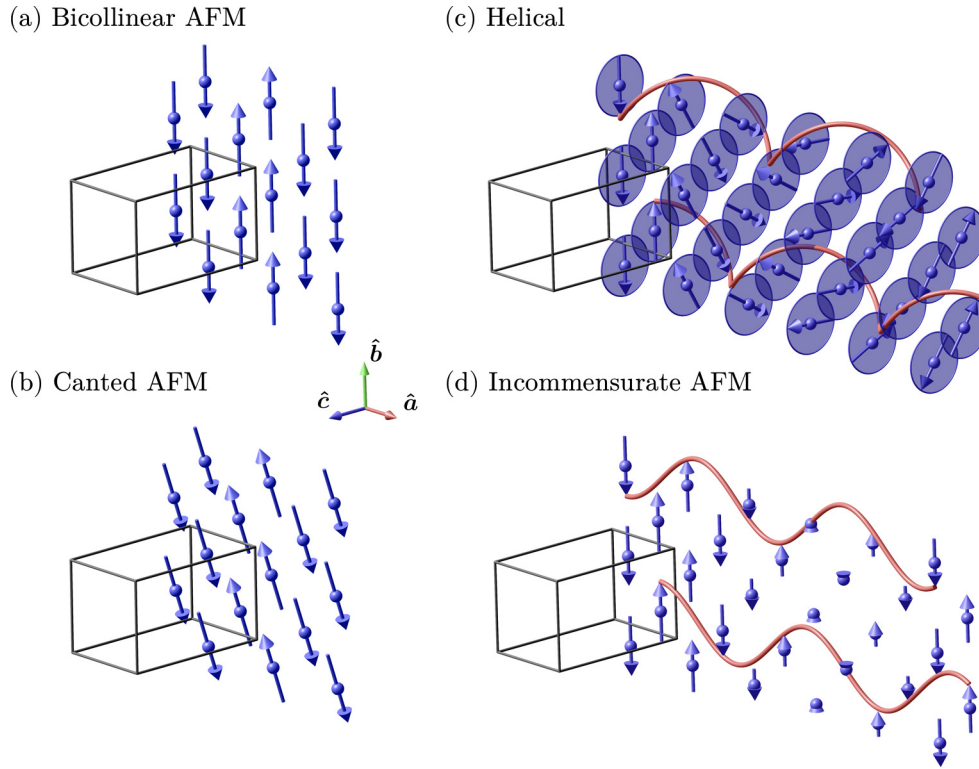 (a) Bicollinear AFM
(c) Helical
(b) Canted AFM
b̂
ĉ
â
(d) Incommensurate AFM